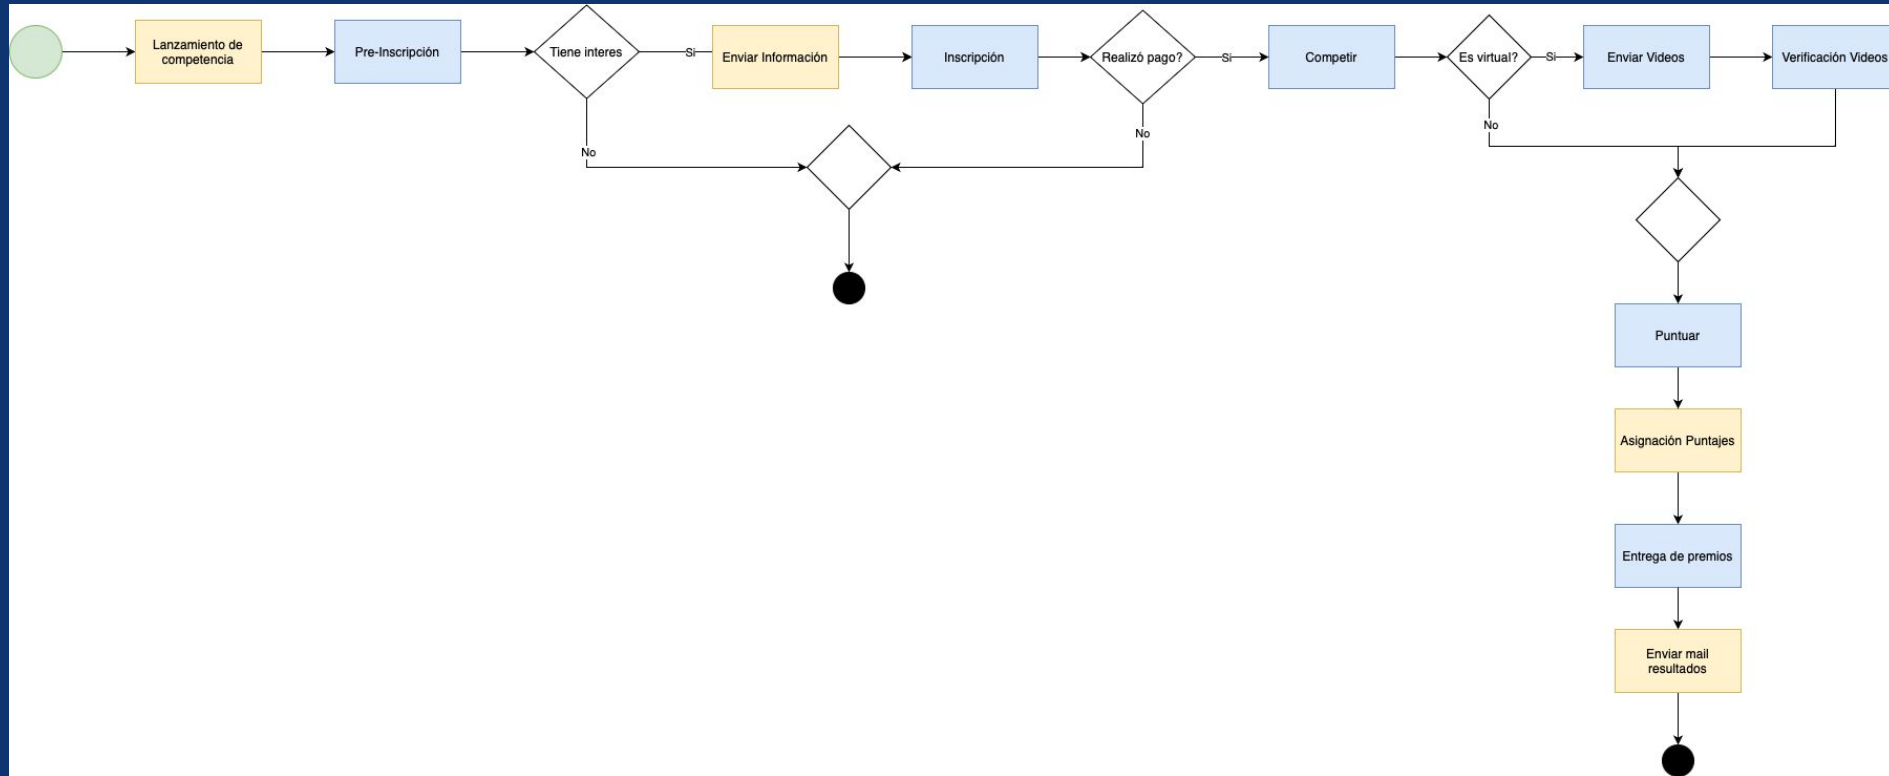 Lanzamiento de
competencia
Pre-Inscripción
Tiene interes
Si
Enviar Información
Inscripción
Realizó pago?
Si
Competir
Es virtual?
Si
Enviar Videos
Verificación Videos
No
No
No
Puntuar
Asignación Puntajes
Entrega de premios
Enviar mail
resultados